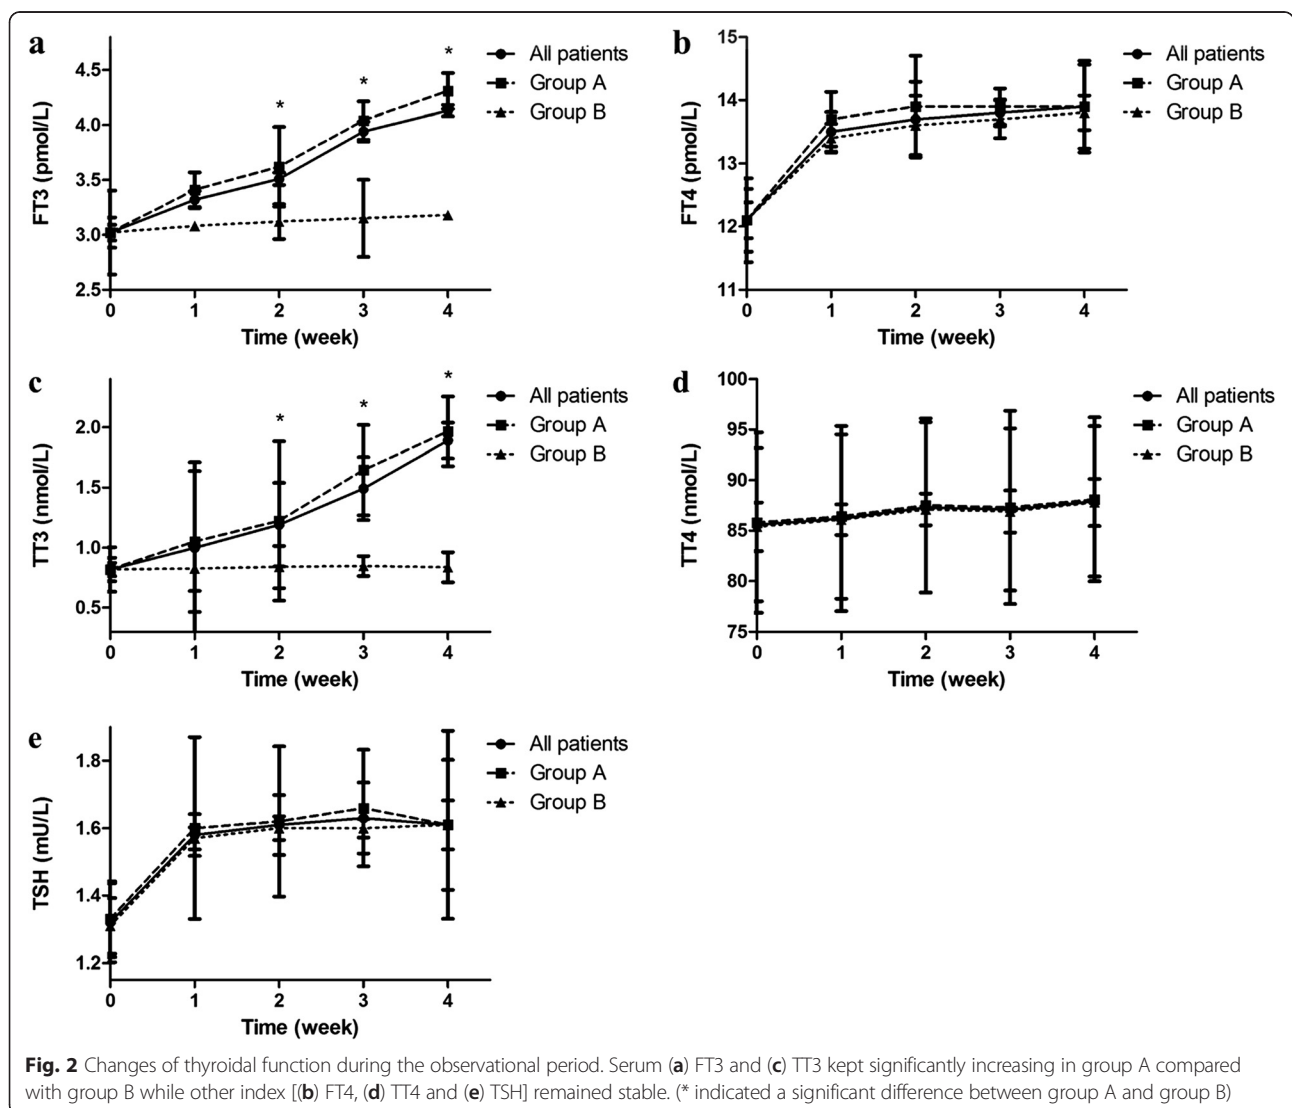 a
*
*
*
All patients
Group A
Group B
4.5
4.0
3.5
3.0
2.5
FT3 (pmol/L)
0 1 2 3 4
Time (week)
b
All patients
Group A
Group B
15
14
13
12
11
FT4 (pmol/L)
0 1 2 3 4
Time (week)
c
*
*
*
All patients
Group A
Group B
2.0
1.5
1.0
0.5
TT3 (nmol/L)
0 1 2 3 4
Time (week)
d
All patients
Group A
Group B
100
95
90
85
80
75
TT4 (nmol/L)
0 1 2 3 4
Time (week)
e
All patients
Group A
Group B
1.8
1.6
1.4
1.2
TSH (mU/L)
0 1 2 3 4
Time (week)
Fig. 2 Changes of thyroidal function during the observational period. Serum (a) FT3 and (c) TT3 kept significantly increasing in group A compared
with group B while other index [(b) FT4, (d) TT4 and (e) TSH] remained stable. (* indicated a significant difference between group A and group B)